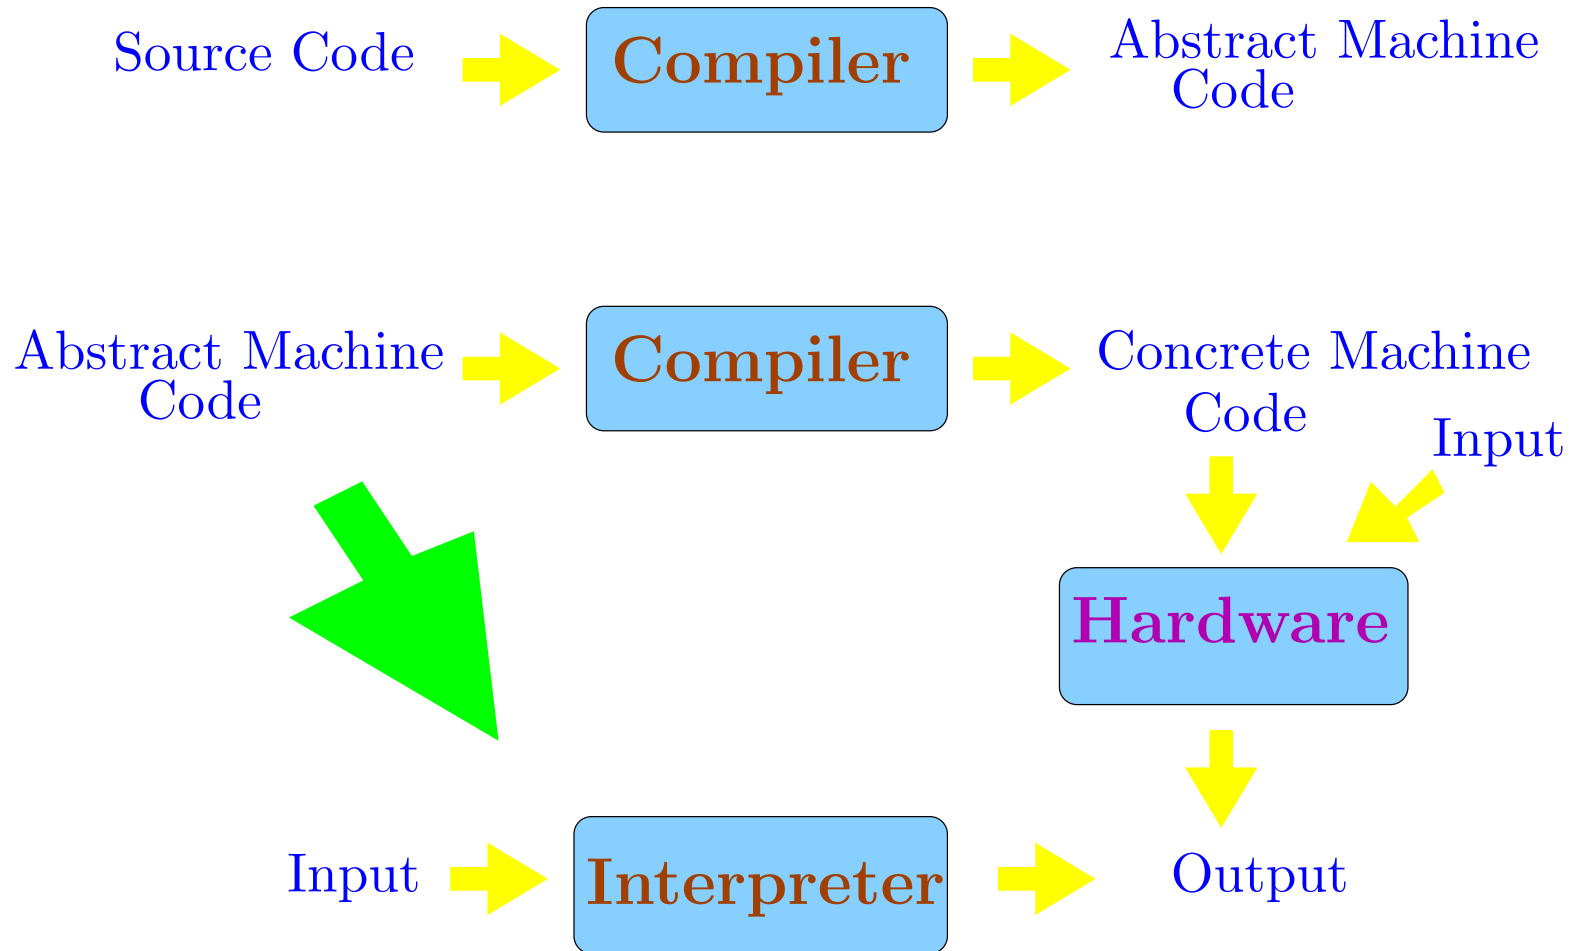 Source Code
Compiler
Abstract Machine
Code
Abstract Machine
Code
Compiler
Concrete Machine
Code
Input
Hardware
Input
Interpreter
Output